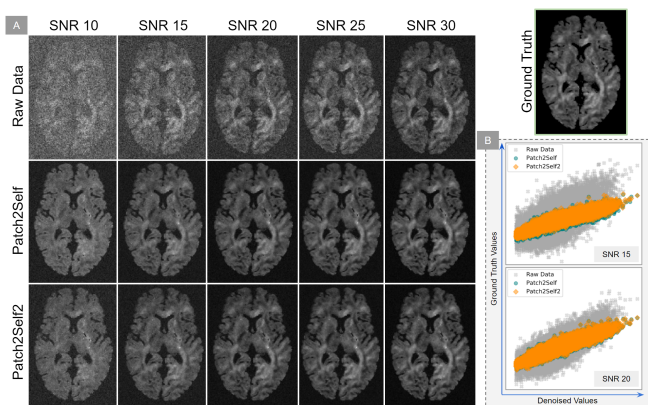 A
SNR 10 SNR 15 SNR 20 SNR 25 SNR 30
Raw Data
Patch2Self
Patch2Self2
Ground Truth
B
Raw Data
Patch2Self
Patch2Self2
SNR 15
Raw Data
Patch2Self
Patch2Self2
SNR 20
Ground Truth Values
Denoised Values